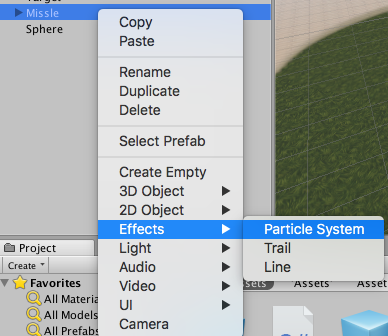 Missle
Sphere
Copy
Paste
Rename
Duplicate
Delete
Select Prefab
Create Empty
3D Object
2D Object
Effects
Light
Audio
Video
UI
Camera
Particle System
Trail
Line
Project
Create
Favorites
All Materia
All Models
All Prefabs
ets
Assets
Assets